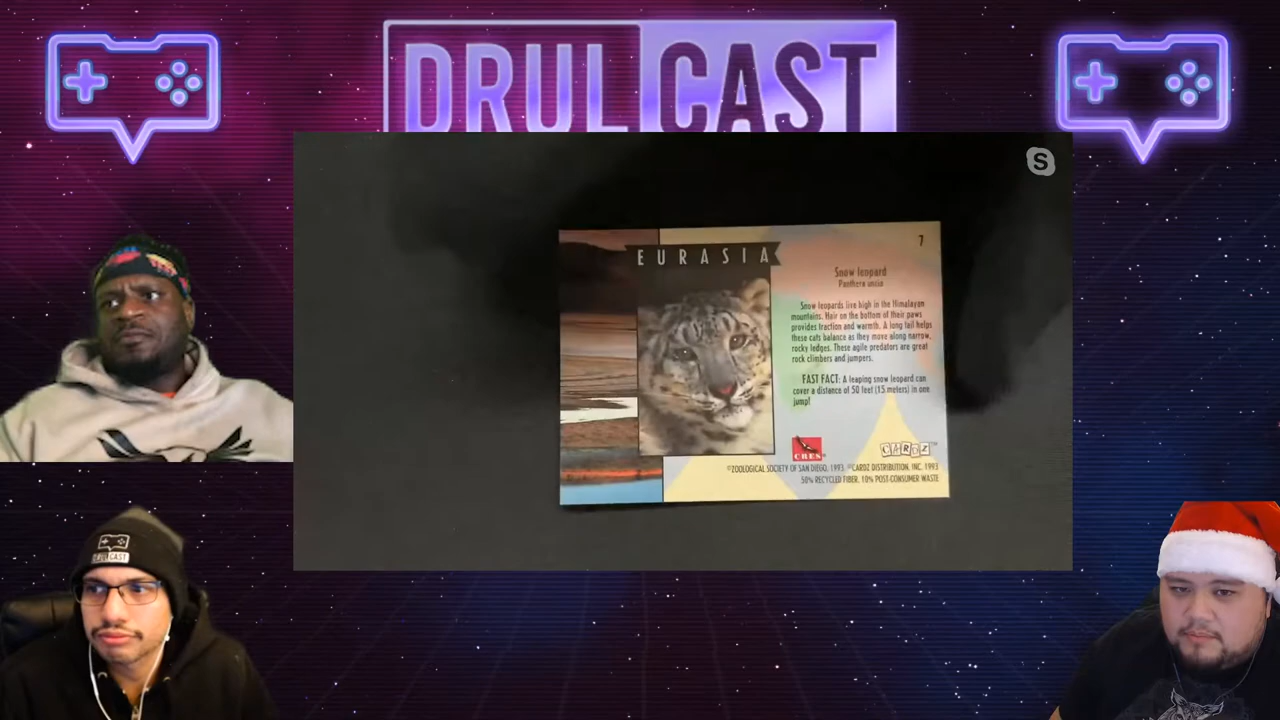 DRUL CAST
S
EURASIA
7
Snow leopard
Panthera uncia
Snow leopards live high in the Himalayan
mountains. Hair on the bottom of their paws
provides traction and warmth. A long tail helps
these cats balance as they move along narrow,
rocky ledges. These agile predators are great
rock climbers and jumpers.
FAST FACT: A leaping snow leopard can
cover a distance of 50 feet (15 meters) in one
jump!
CRES
CARDZ™
©ZOOLOGICAL SOCIETY OF SAN DIEGO, 1993. ©CARDZ DISTRIBUTION, INC. 1993
50% RECYCLED FIBER, 10% POST-CONSUMER WASTE
DRUL CAST